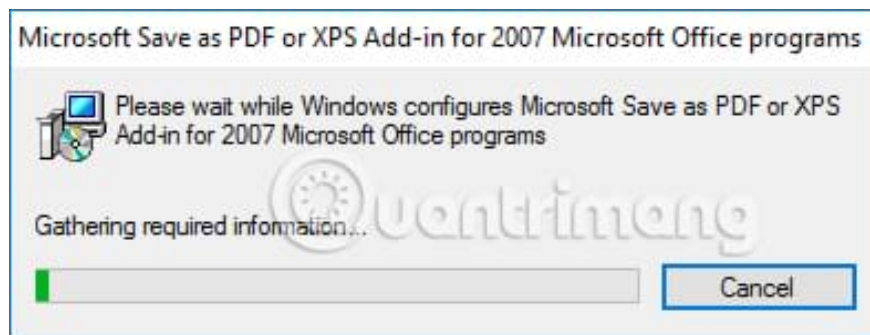 Microsoft Save as PDF or XPS Add-in for 2007 Microsoft Office programs
Please wait while Windows configures Microsoft Save as PDF or XPS
Add-in for 2007 Microsoft Office programs
Quantrimang
Gathering required information...
Cancel